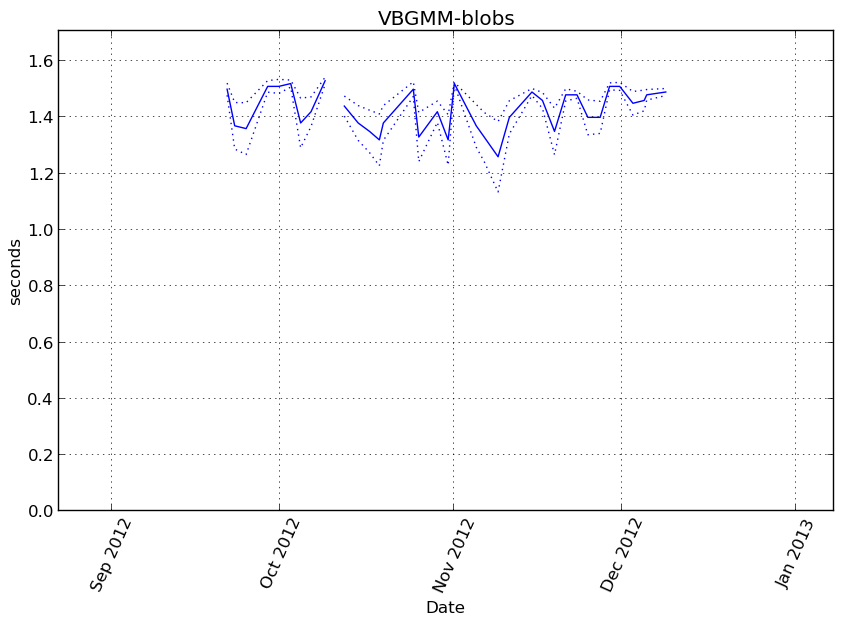 VBGMM-blobs
1.6
1.4
1.2
1.0
0.8
0.6
0.4
0.2
0.0
seconds
Sep 2012
Oct 2012
Nov 2012
Dec 2012
Jan 2013
Date